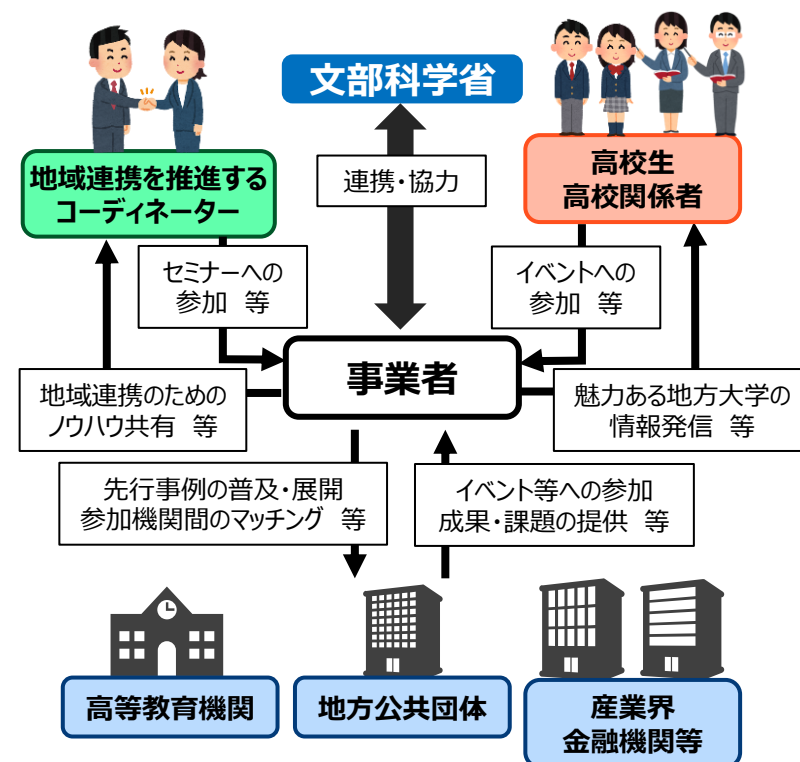 文部科学省
地域連携を推進する
コーディネーター
連携・協力
高校生
高校関係者
セミナーへの
参加　等
イベントへの
参加　等
事業者
地域連携のための
ノウハウ共有　等
魅力ある地方大学の
情報発信　等
先行事例の普及・展開
参加機関間のマッチング　等
イベント等への参加
成果・課題の提供　等
高等教育機関
地方公共団体
産業界
金融機関等